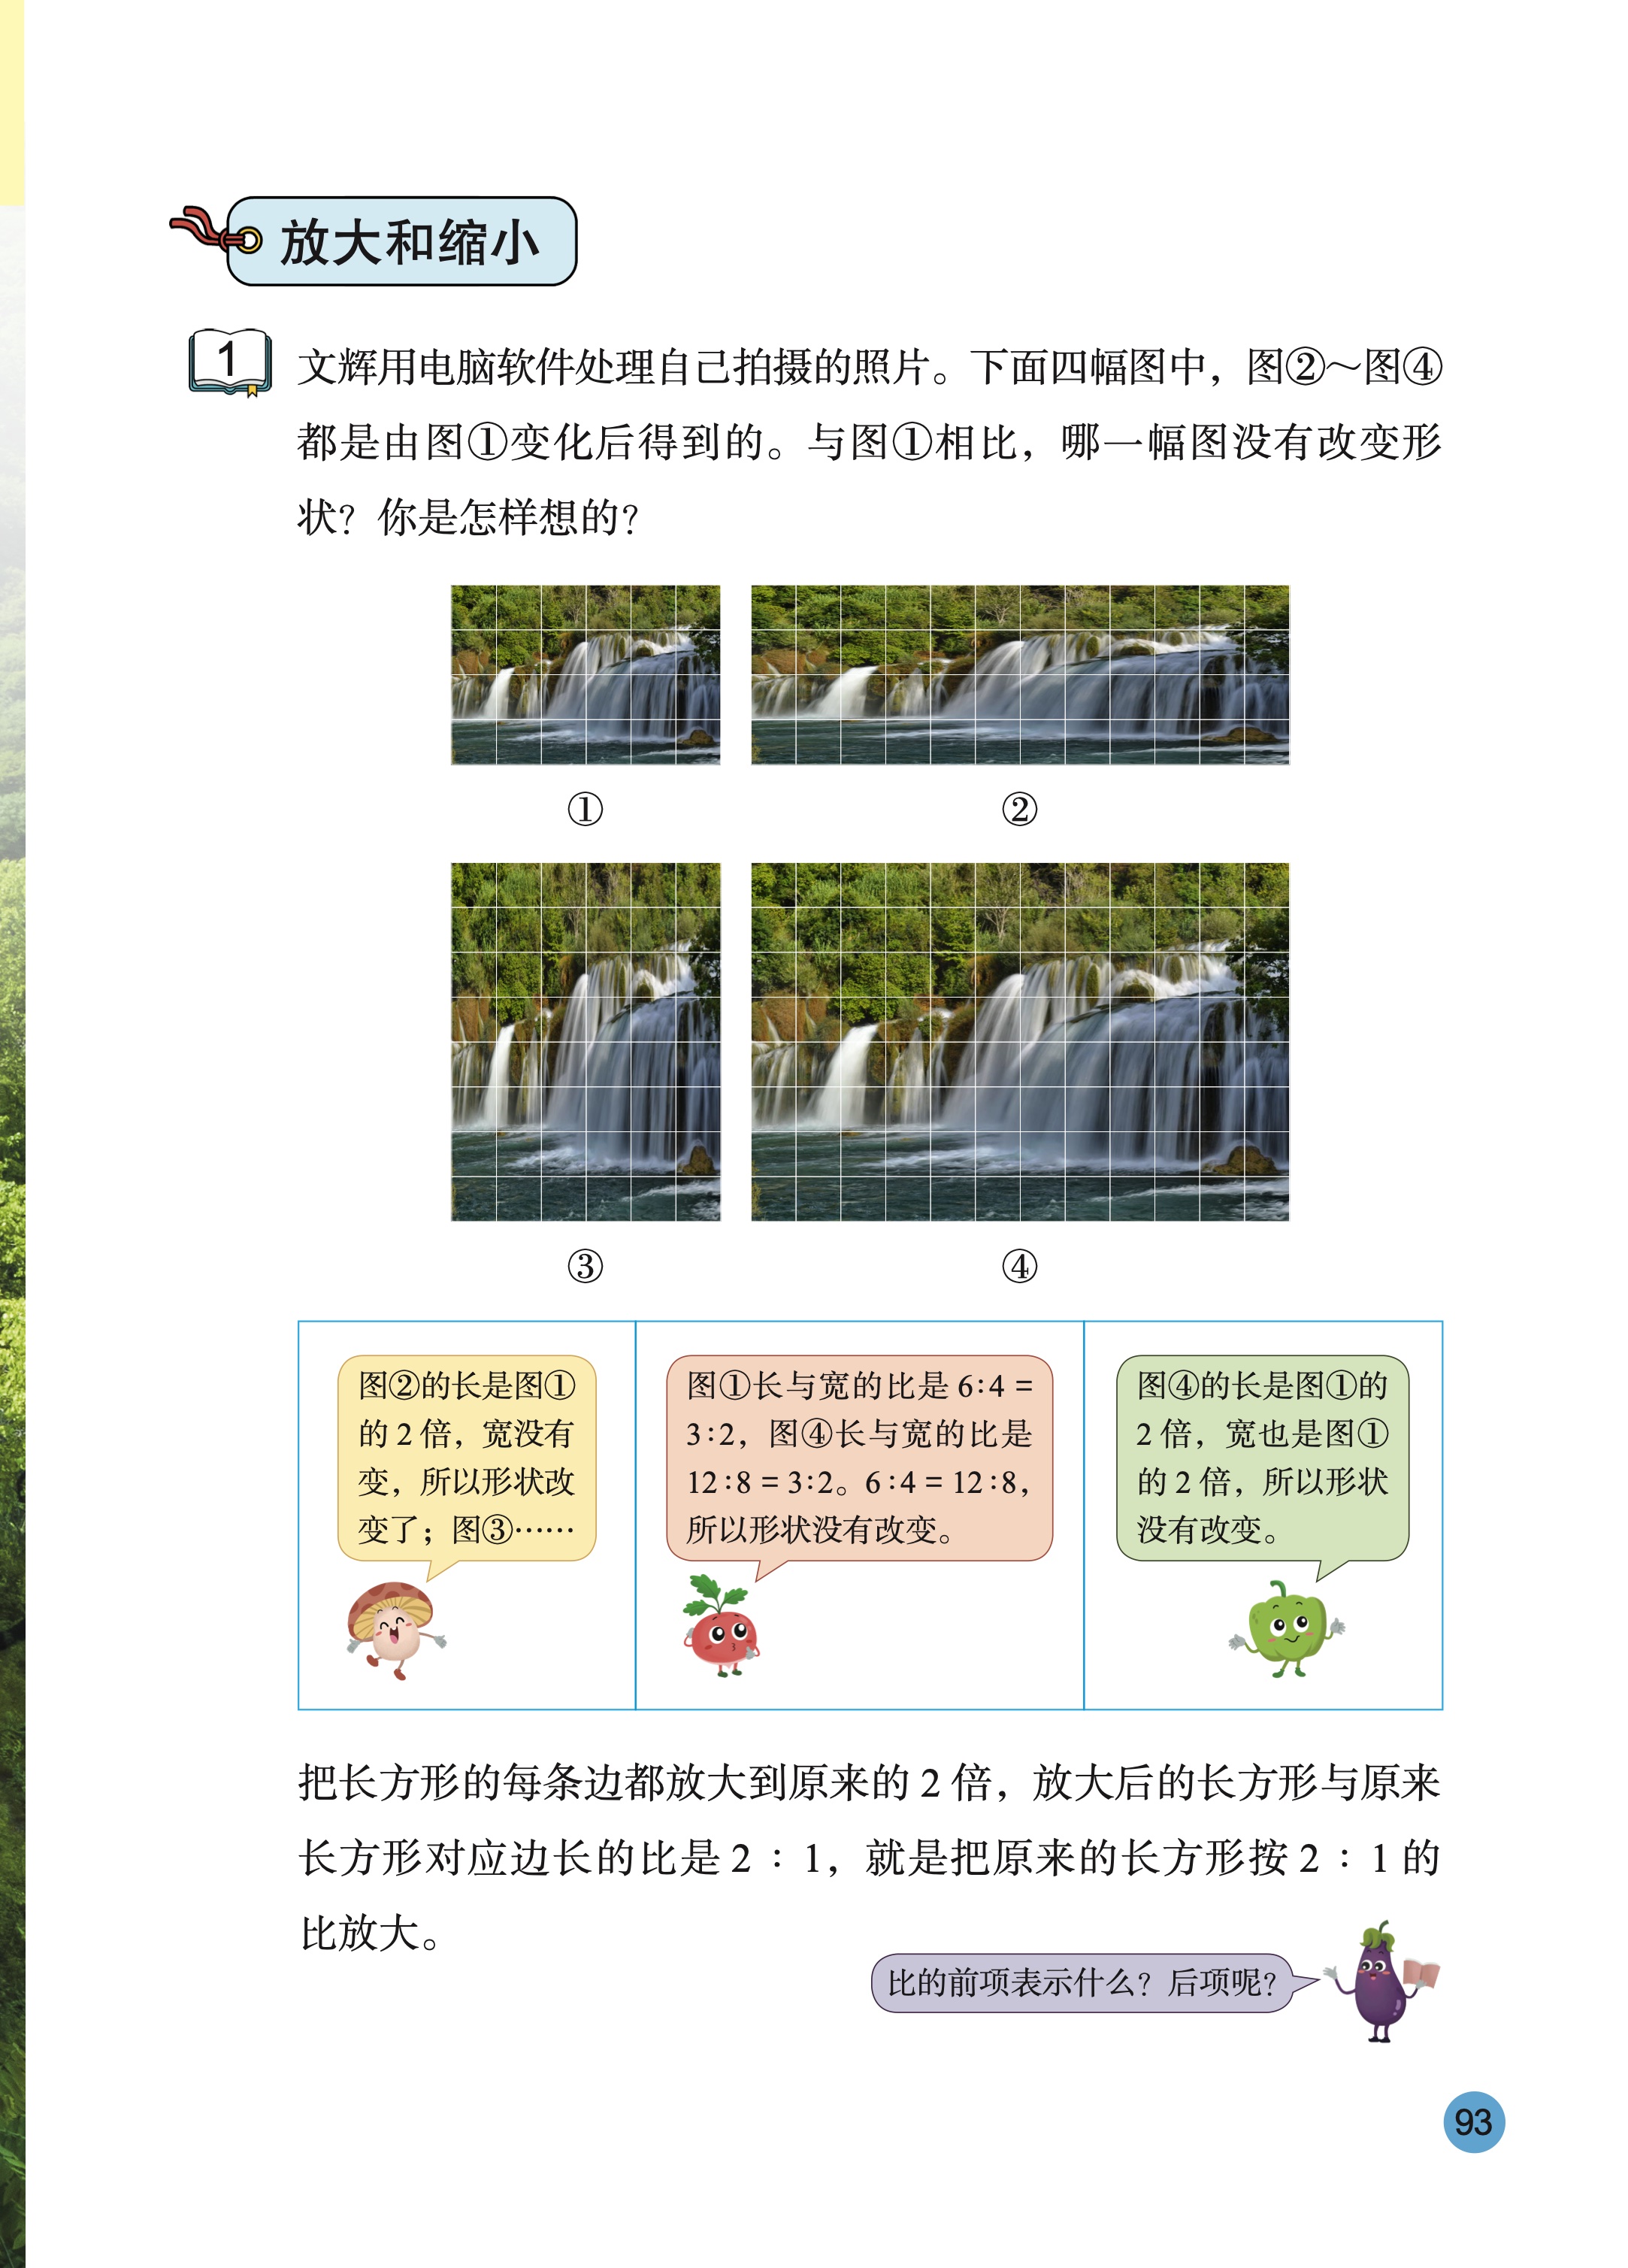 放大和缩小
1
文辉用电脑软件处理自己拍摄的照片。下面四幅图中，图②～图④
都是由图①变化后得到的。与图①相比，哪一幅图没有改变形
状？你是怎样想的？
①
②
③
④
图②的长是图①
的 2 倍，宽没有
变，所以形状改
变了；图③……
图①长与宽的比是 6∶4 =
3∶2，图④长与宽的比是
12∶8 = 3∶2。6∶4 = 12∶8，
所以形状没有改变。
图④的长是图①的
2 倍，宽也是图①
的 2 倍，所以形状
没有改变。
把长方形的每条边都放大到原来的 2 倍，放大后的长方形与原来
长方形对应边长的比是 2 ∶ 1，就是把原来的长方形按 2 ∶ 1 的
比放大。
比的前项表示什么？后项呢？
93